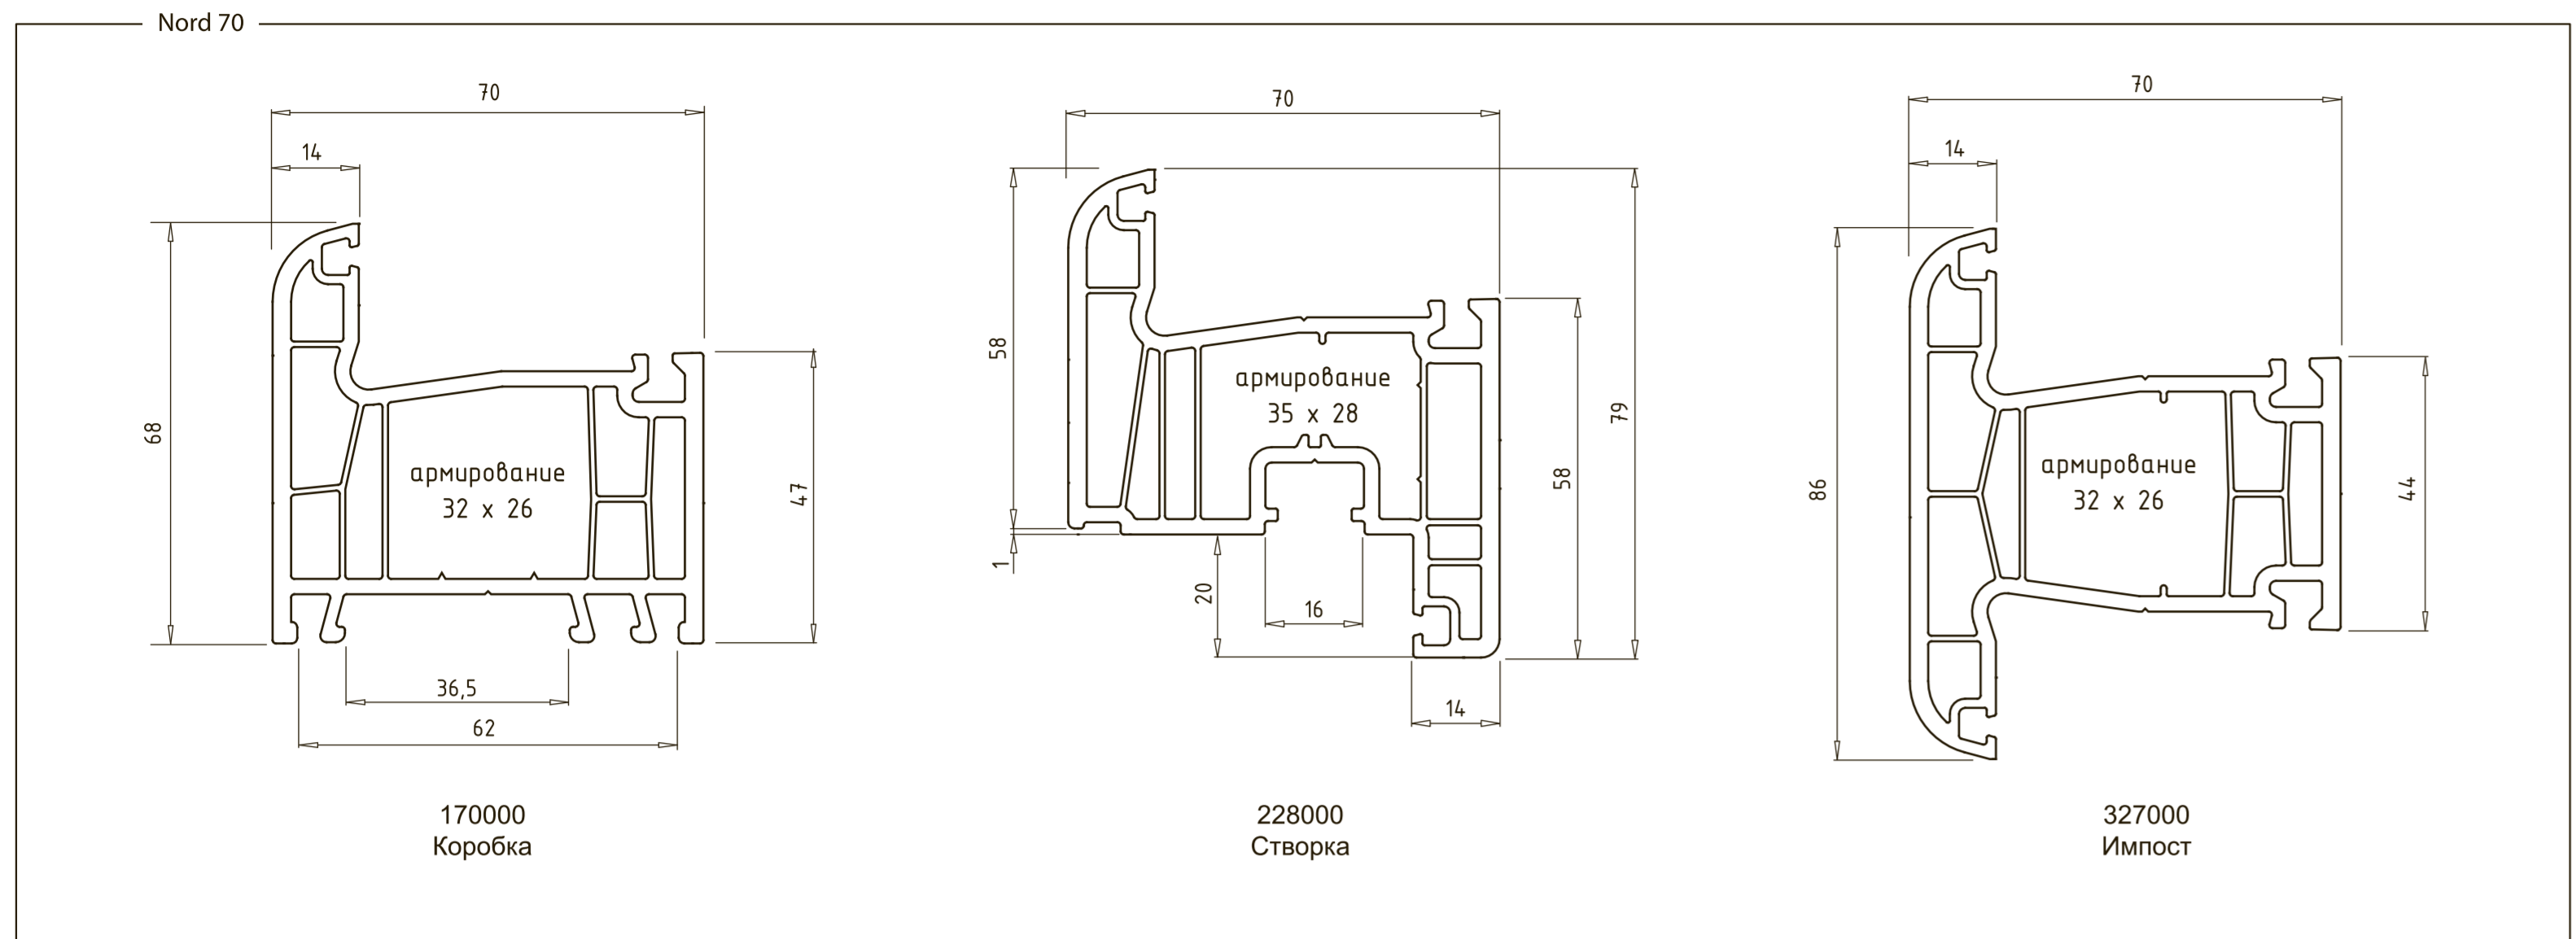 Nord 70
70
14
68
армирование
32 x 26
47
36,5
62
170000
Коробка
70
58
армирование
35 x 28
79
58
1
20
16
14
228000
Створка
70
14
86
армирование
32 x 26
44
327000
Импост